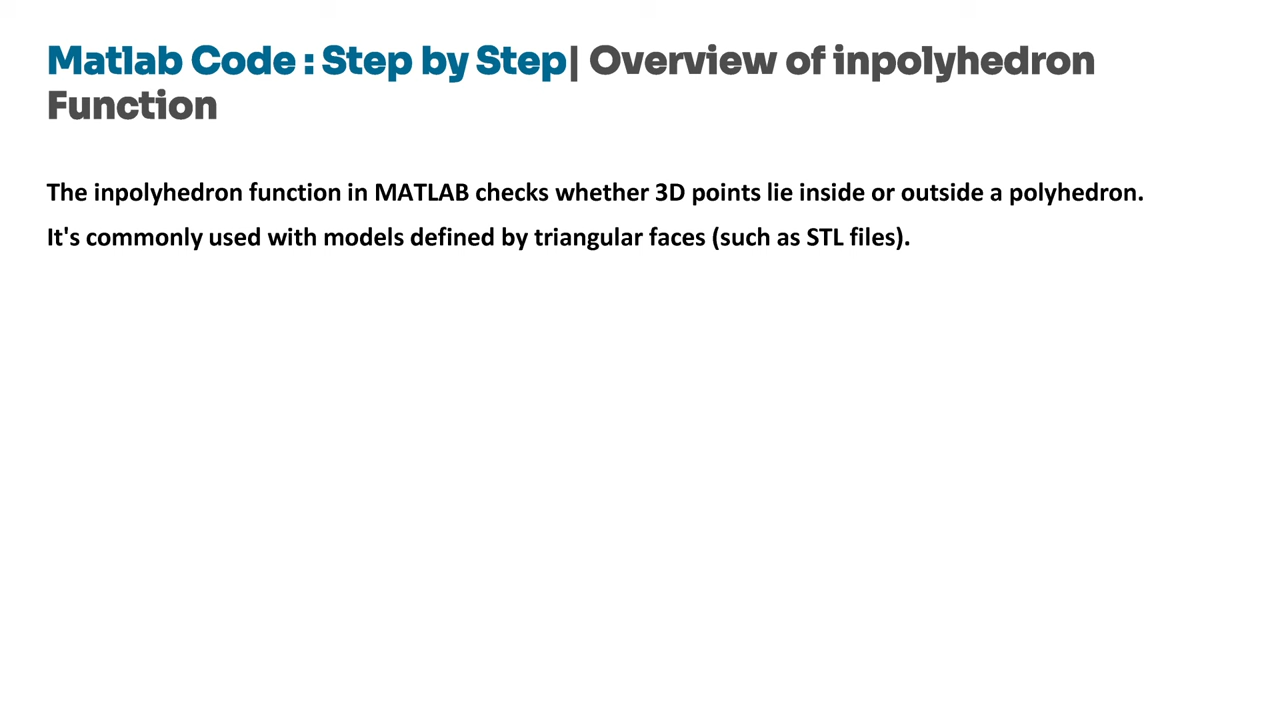 Matlab Code : Step by Step| Overview of inpolyhedron
Function
The inpolyhedron function in MATLAB checks whether 3D points lie inside or outside a polyhedron.
It's commonly used with models defined by triangular faces (such as STL files).